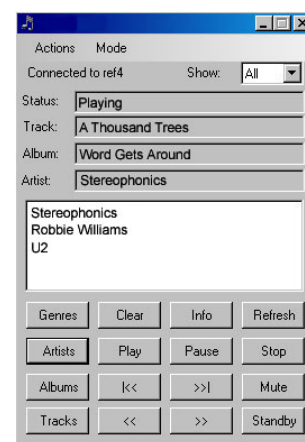 Actions Mode
Connected to ref4 Show: All
Status: Playing
Track: A Thousand Trees
Album: Word Gets Around
Artist: Stereophonics
Stereophonics
Robbie Williams
U2
Genres Clear Info Refresh
Artists Play Pause Stop
Albums |<< >>| Mute
Tracks << >> Standby